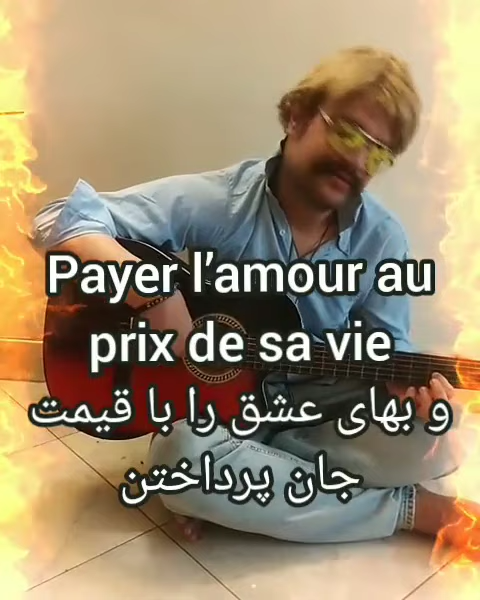 Payer l’amour au
prix de sa vie
و بهای عشق را با قیمت
جان پرداختن